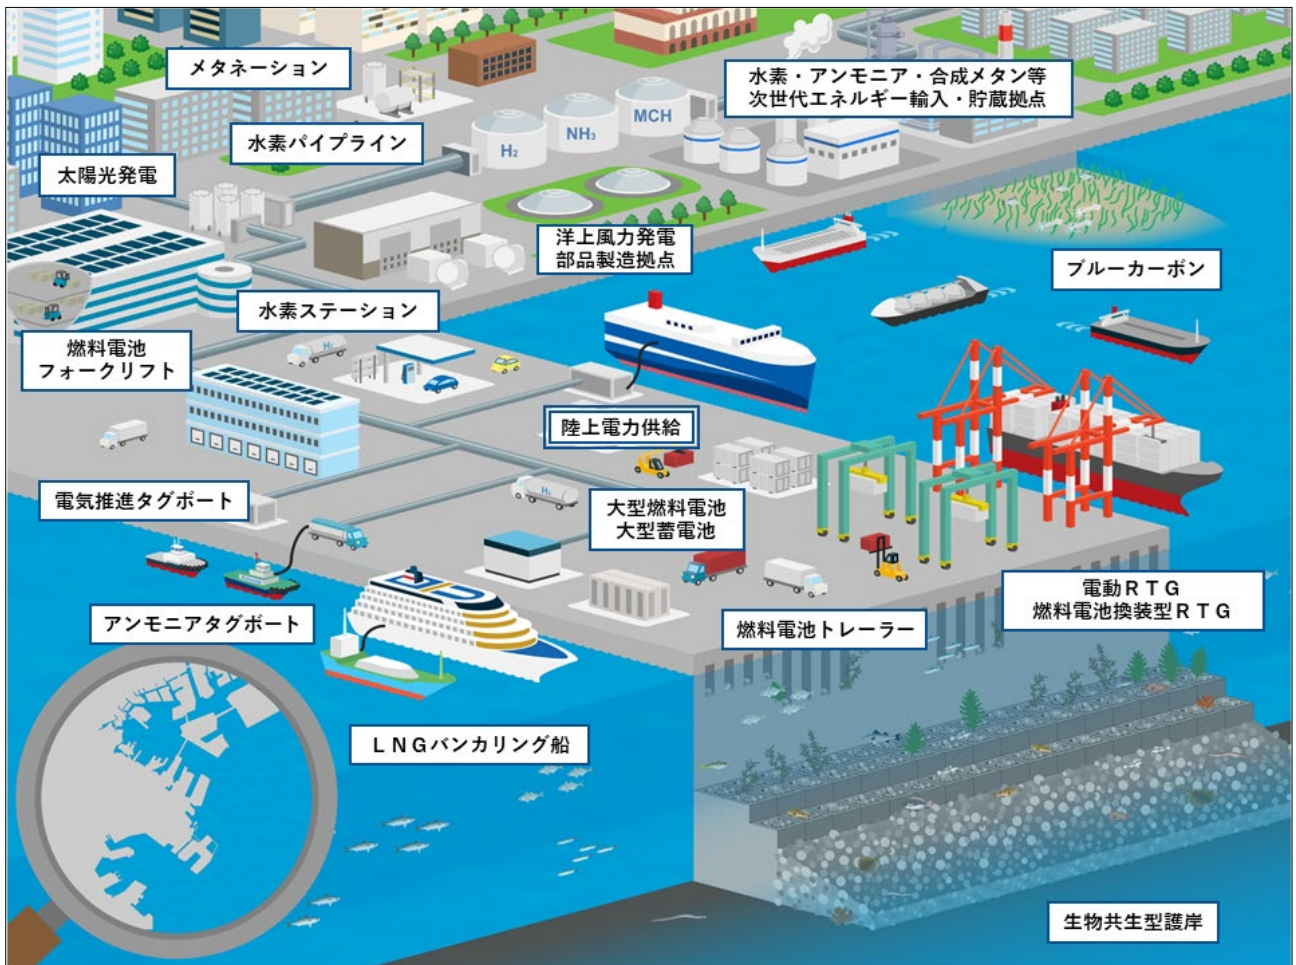 メタネーション
水素・アンモニア・合成メタン等
次世代エネルギー輸入・貯蔵拠点
水素パイプライン
H₂
NH₃
MCH
太陽光発電
洋上風力発電
部品製造拠点
ブルーカーボン
水素ステーション
燃料電池
フォークリフト
H₂
陸上電力供給
電気推進タグボート
H₂
大型燃料電池
大型蓄電池
アンモニアタグボート
燃料電池トレーラー
電動ＲＴＧ
燃料電池換装型ＲＴＧ
ＬＮＧバンカリング船
生物共生型護岸